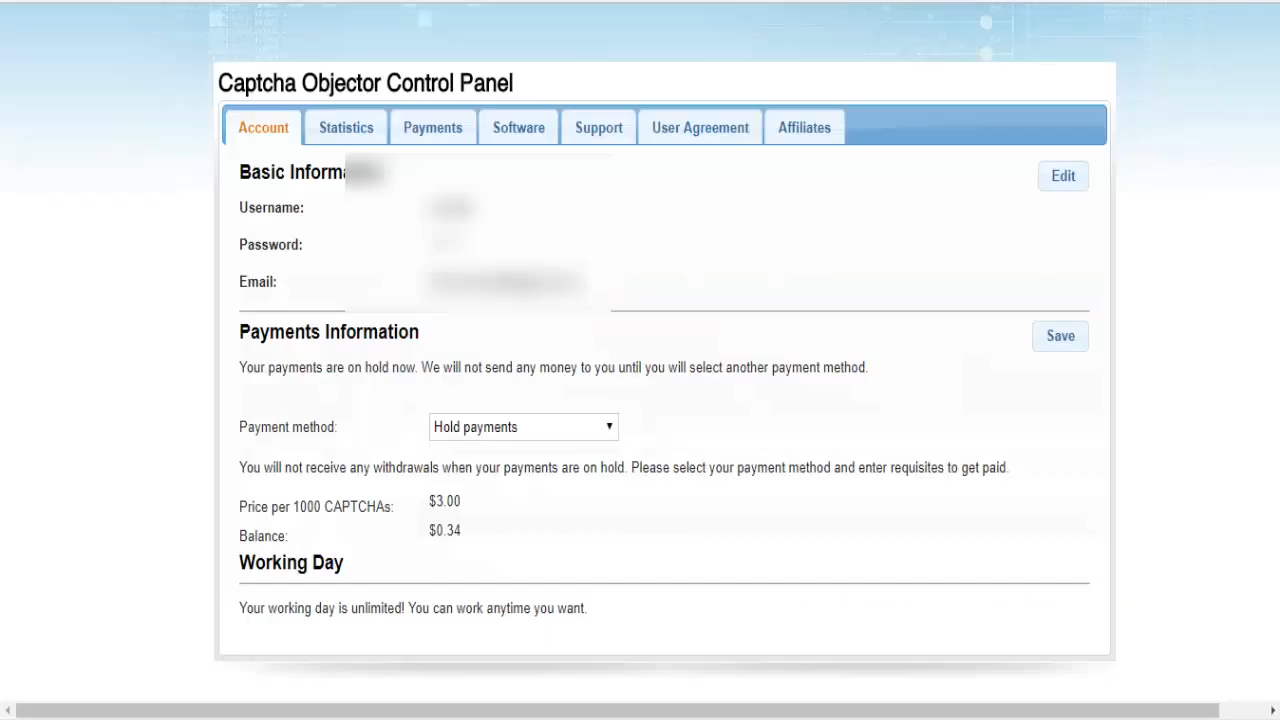 Captcha Objector Control Panel
Account Statistics Payments Software Support User Agreement Affiliates
Basic Edit
Username:
Password:
Email:
Payments Information Save
Your payments are on hold now. We will not send any money to you until you will select another payment method.
Payment method: Hold payments
You will not receive any withdrawals when your payments are on hold. Please select your payment method and enter requisites to get paid.
Price per 1000 CAPTCHAs: $3.00
Balance: $0.34
Working Day
Your working day is unlimited! You can work anytime you want.